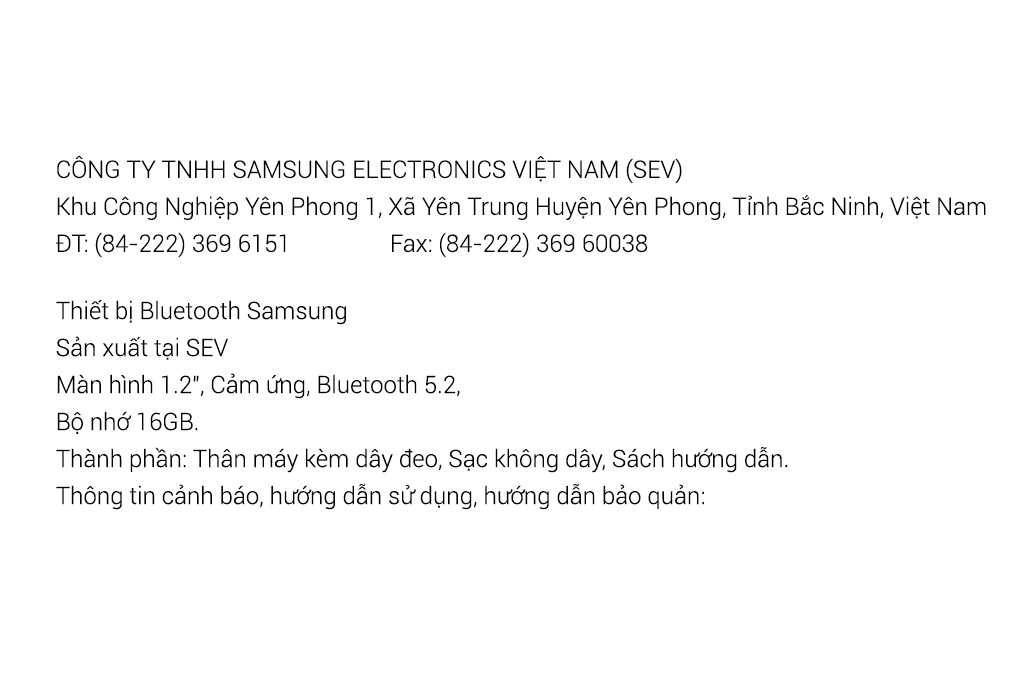 CÔNG TY TNHH SAMSUNG ELECTRONICS VIỆT NAM (SEV)
Khu Công Nghiệp Yên Phong 1, Xã Yên Trung Huyện Yên Phong, Tỉnh Bắc Ninh, Việt Nam
ĐT: (84-222) 369 6151 Fax: (84-222) 369 60038
Thiết bị Bluetooth Samsung
Sản xuất tại SEV
Màn hình 1.2", Cảm ứng, Bluetooth 5.2,
Bộ nhớ 16GB.
Thành phần: Thân máy kèm dây đeo, Sạc không dây, Sách hướng dẫn.
Thông tin cảnh báo, hướng dẫn sử dụng, hướng dẫn bảo quản: